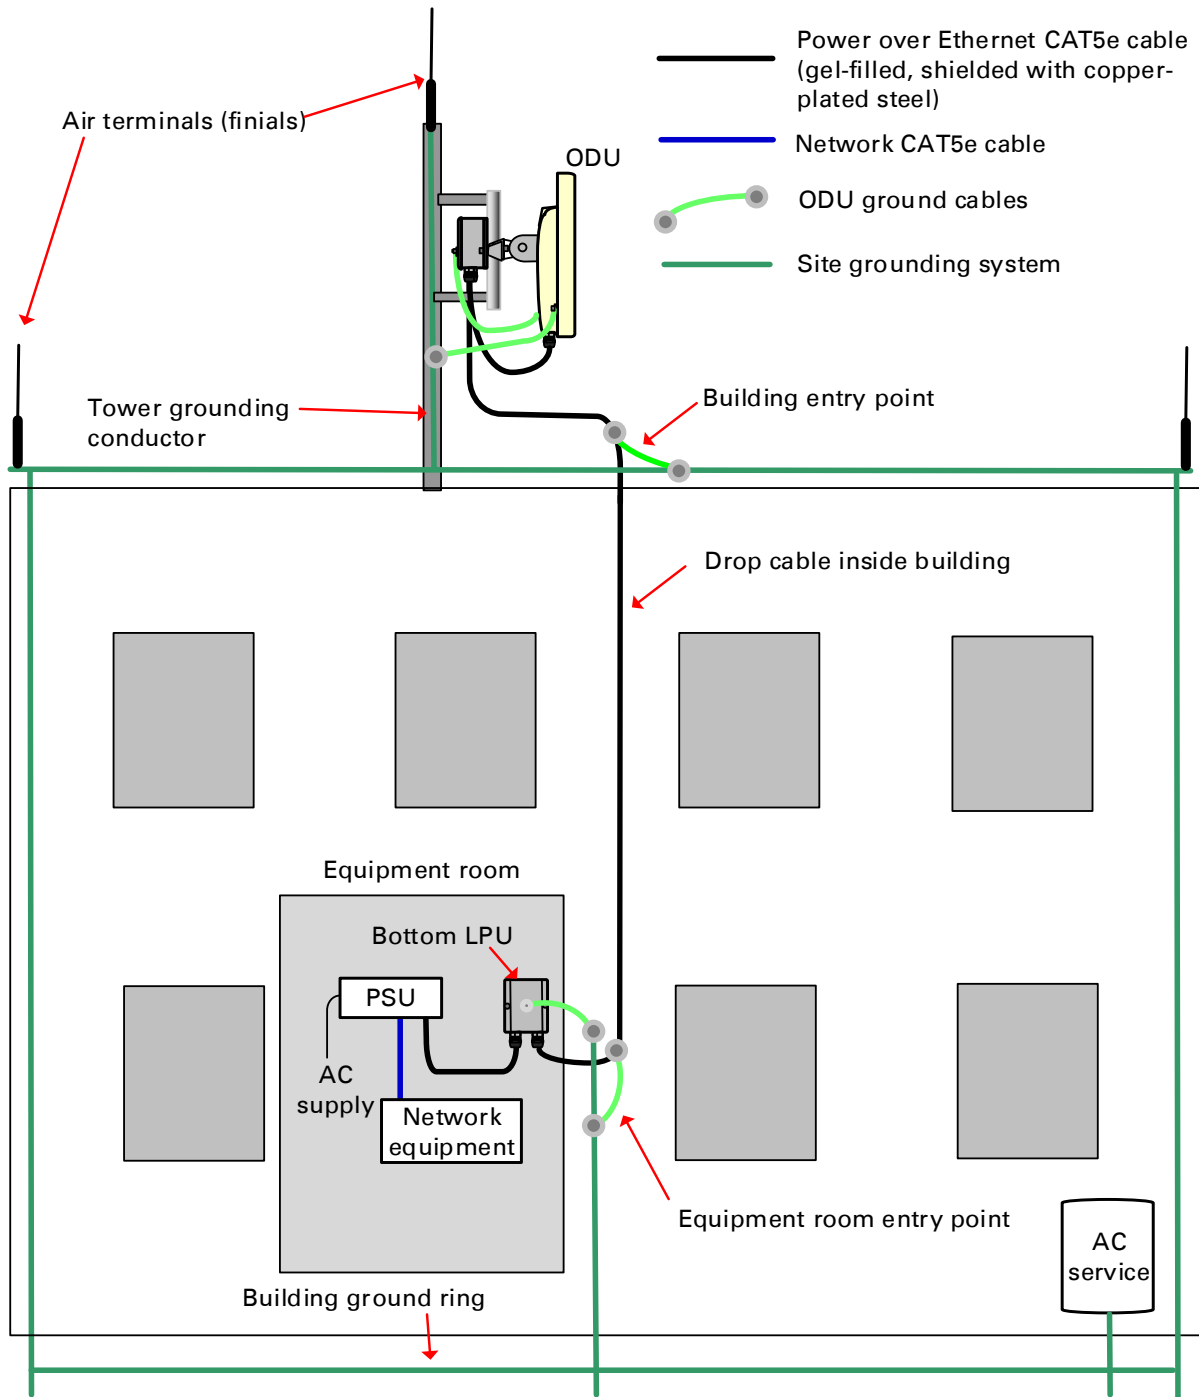 Power over Ethernet CAT5e cable
(gel-filled, shielded with copper-
plated steel)
Air terminals (finials)
Network CAT5e cable
ODU
ODU ground cables
Site grounding system
Tower grounding
conductor
Building entry point
Drop cable inside building
Equipment room
Bottom LPU
PSU
AC
supply
Network
equipment
Equipment room entry point
AC
service
Building ground ring